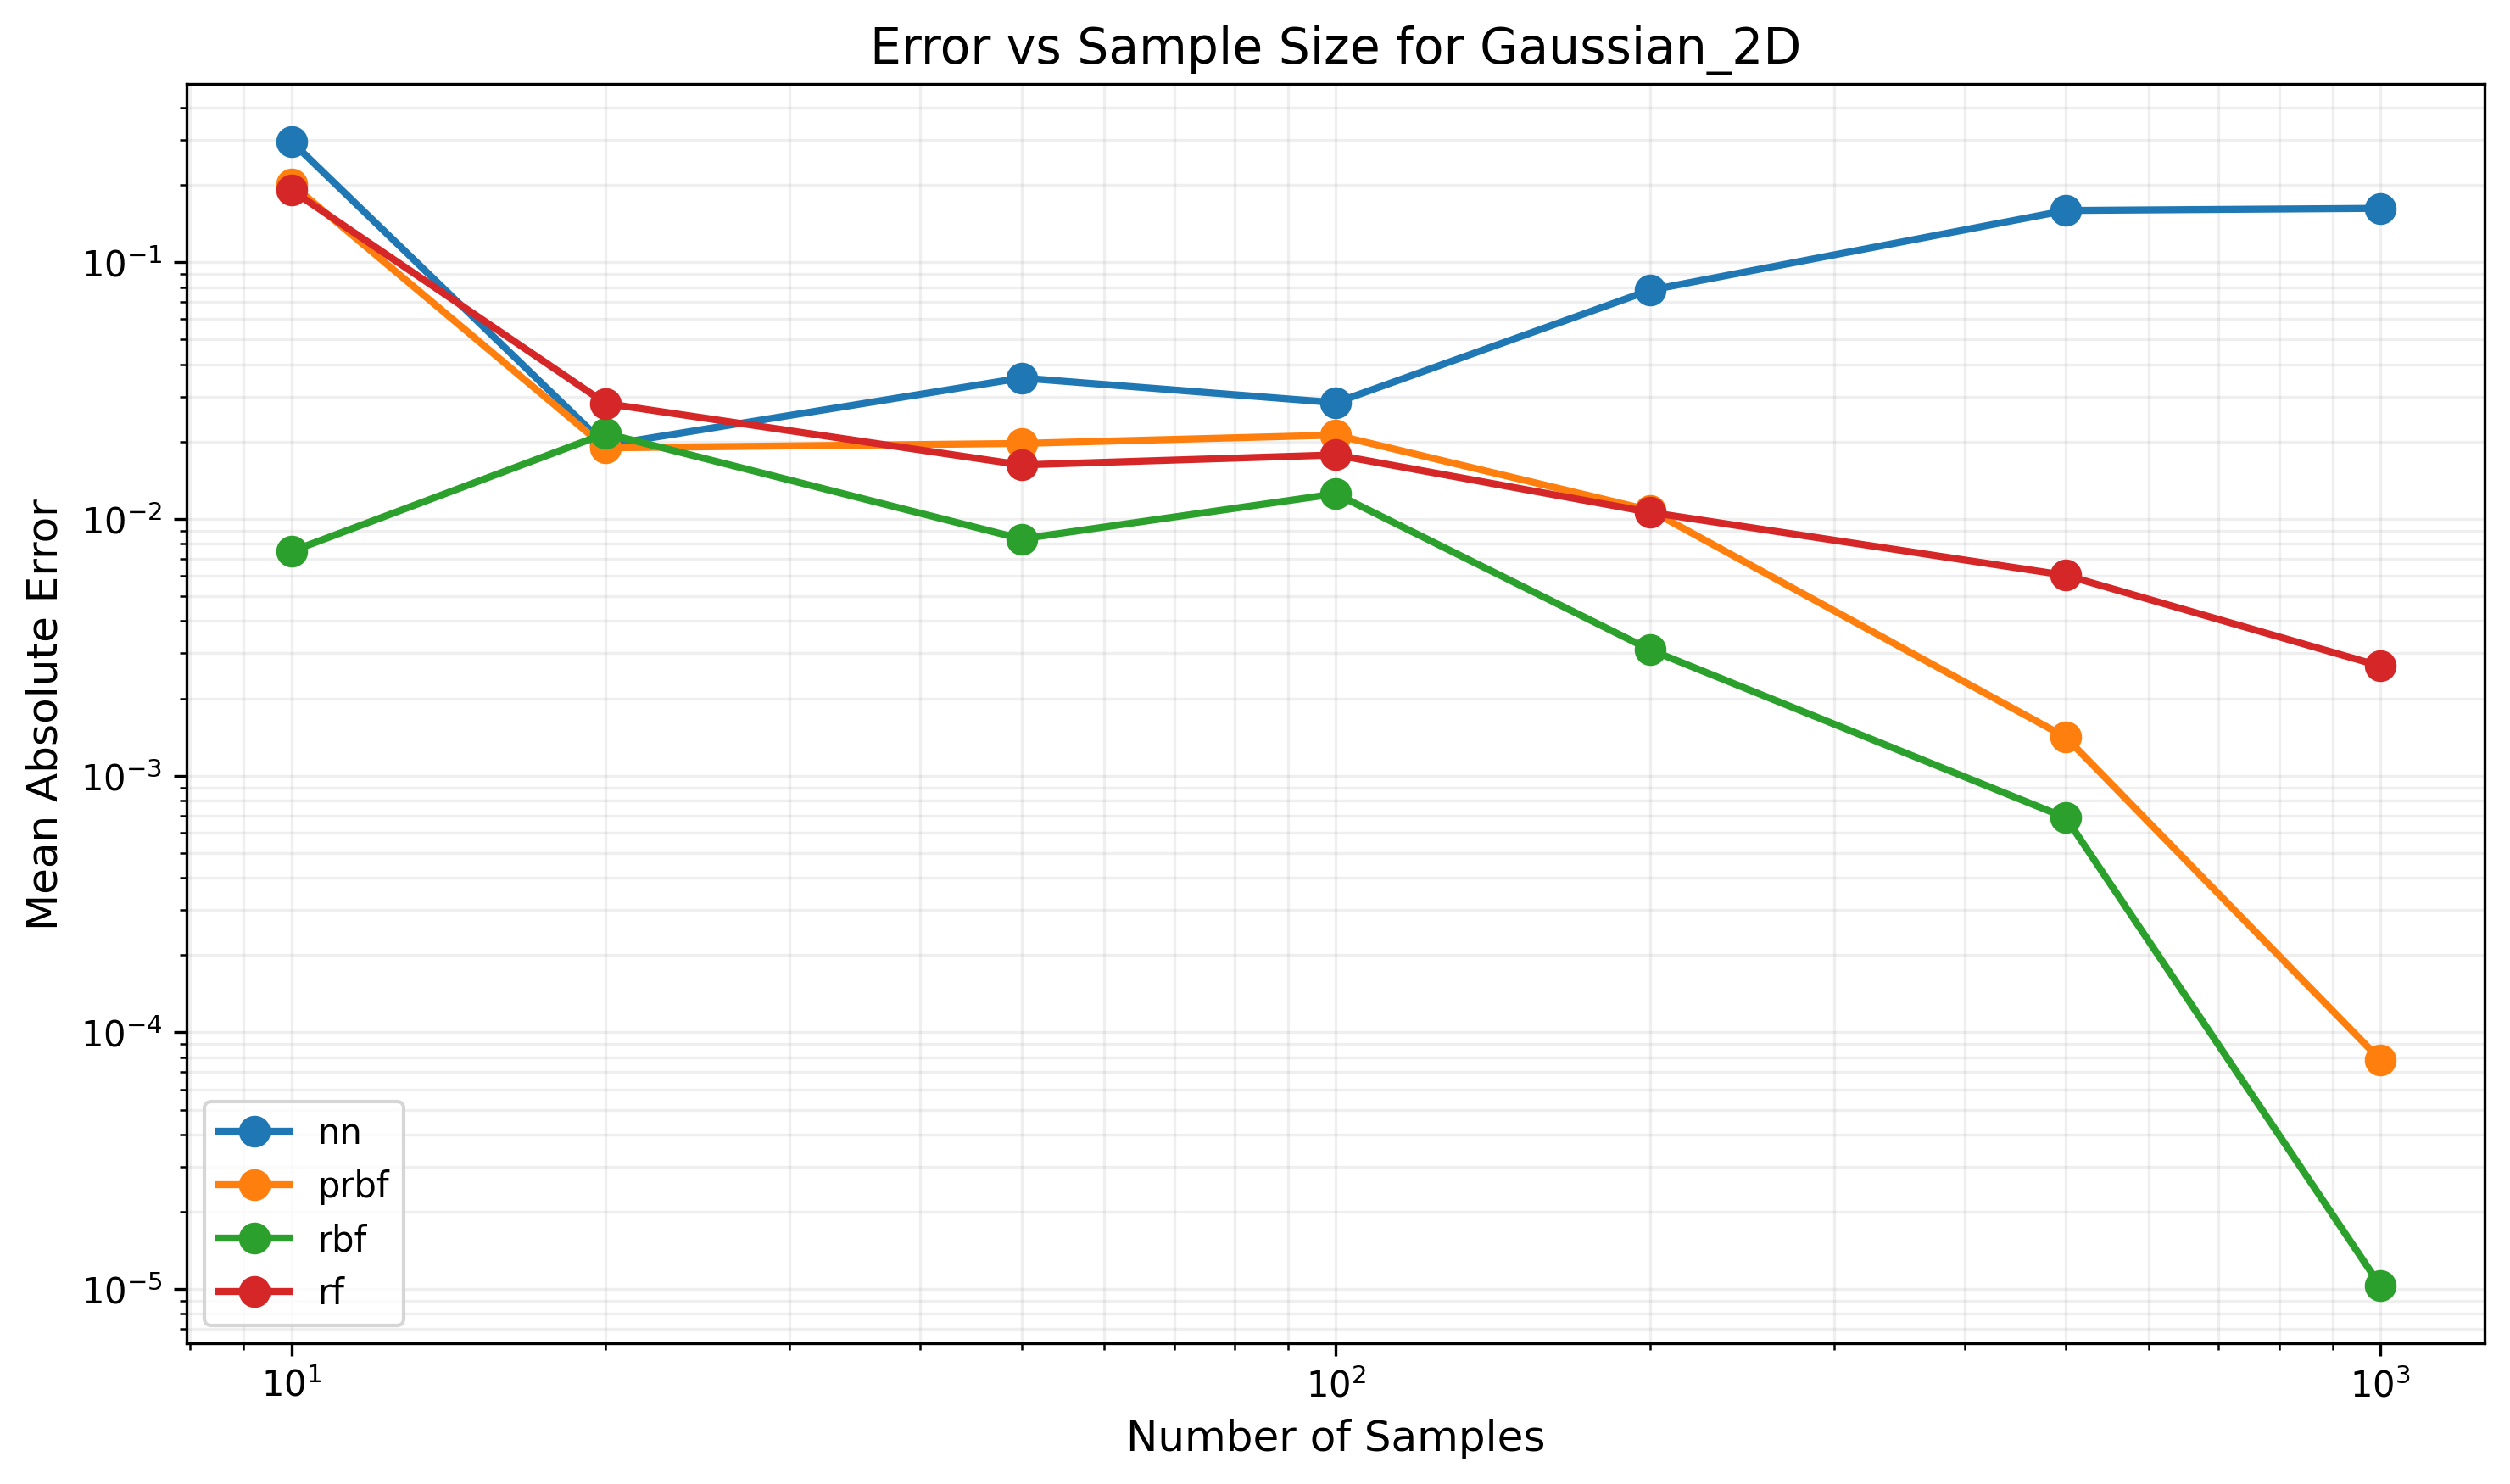 Error vs Sample Size for Gaussian_2D
Mean Absolute Error
10⁻¹
10⁻²
10⁻³
10⁻⁴
10⁻⁵
nn
prbf
rbf
rf
10¹
10²
10³
Number of Samples